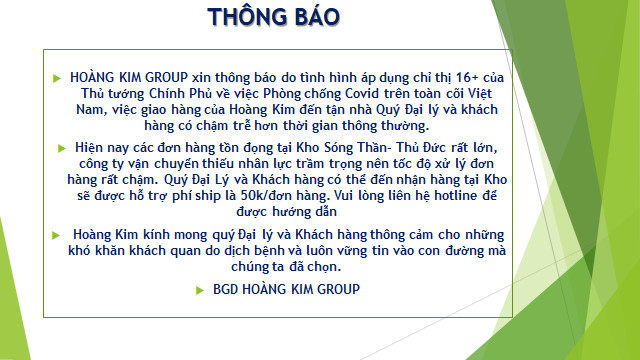 THÔNG BÁO
HOÀNG KIM GROUP xin thông báo do tình hình áp dụng chỉ thị 16+ của
Thủ tướng Chính Phủ về việc Phòng chống Covid trên toàn cõi Việt
Nam, việc giao hàng của Hoàng Kim đến tận nhà Quý Đại lý và khách
hàng có chậm trễ hơn thời gian thông thường.
Hiện nay các đơn hàng tồn đọng tại Kho Sóng Thần- Thủ Đức rất lớn,
công ty vận chuyển thiếu nhân lực trầm trọng nên tốc độ xử lý đơn
hàng rất chậm. Quý Đại Lý và Khách hàng có thể đến nhận hàng tại Kho
sẽ được hỗ trợ phí ship là 50k/đơn hàng. Vui lòng liên hệ hotline để
được hướng dẫn
Hoàng Kim kính mong quý Đại lý và Khách hàng thông cảm cho những
khó khăn khách quan do dịch bệnh và luôn vững tin vào con đường mà
chúng ta đã chọn.
BGD HOÀNG KIM GROUP